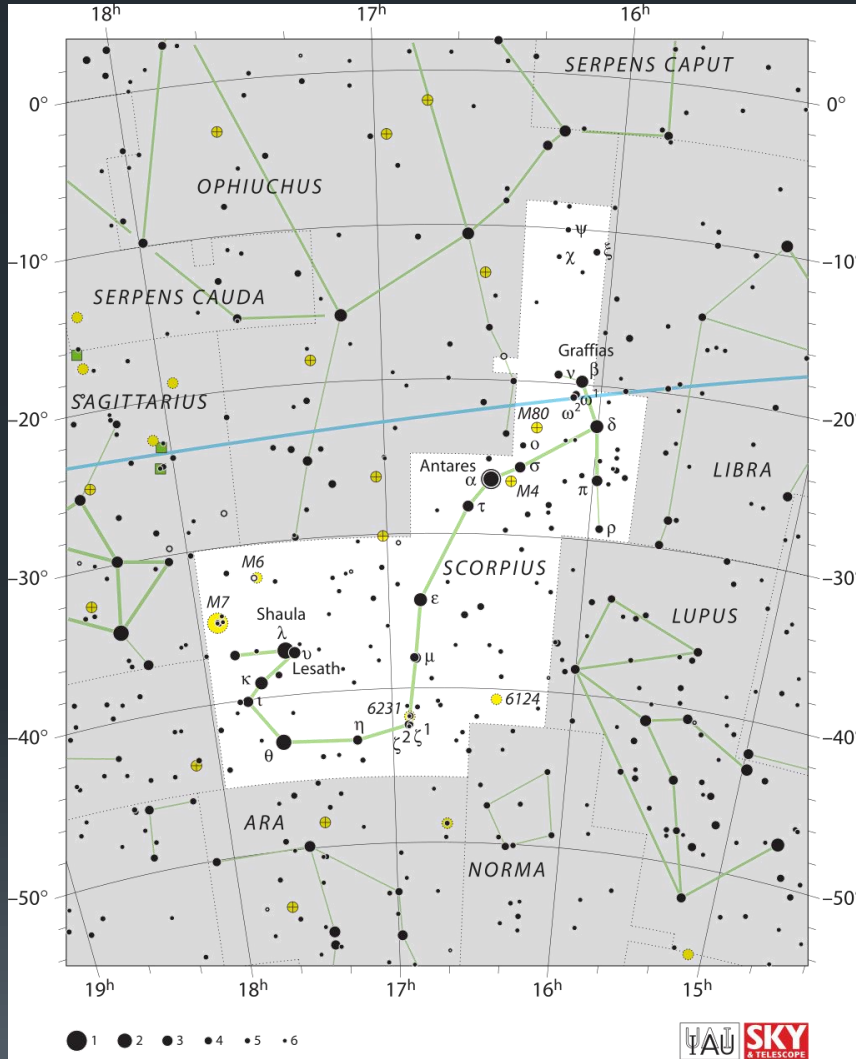 18h 17h 16h
SERPENS CAPUT
0° 0°
OPHIUCHUS
ψ
χ ξ
–10° –10°
SERPENS CAUDA
Graffias
ν β
ω² ω¹
SAGITTARIUS
–20° –20°
M80
δ
ο
Antares σ
α
LIBRA
M4 π
τ
ρ
SCORPIUS
M6
–30° –30°
ε
M7
Shaula
LUPUS
λ
υ
μ
Lesath
κ
ι
6124
6231
–40° –40°
η
ζ² ζ¹
θ
ARA
NORMA
–50° –50°
19h 18h 17h 16h 15h
1 2 3 4 5 6
IAU SKY
& TELESCOPE